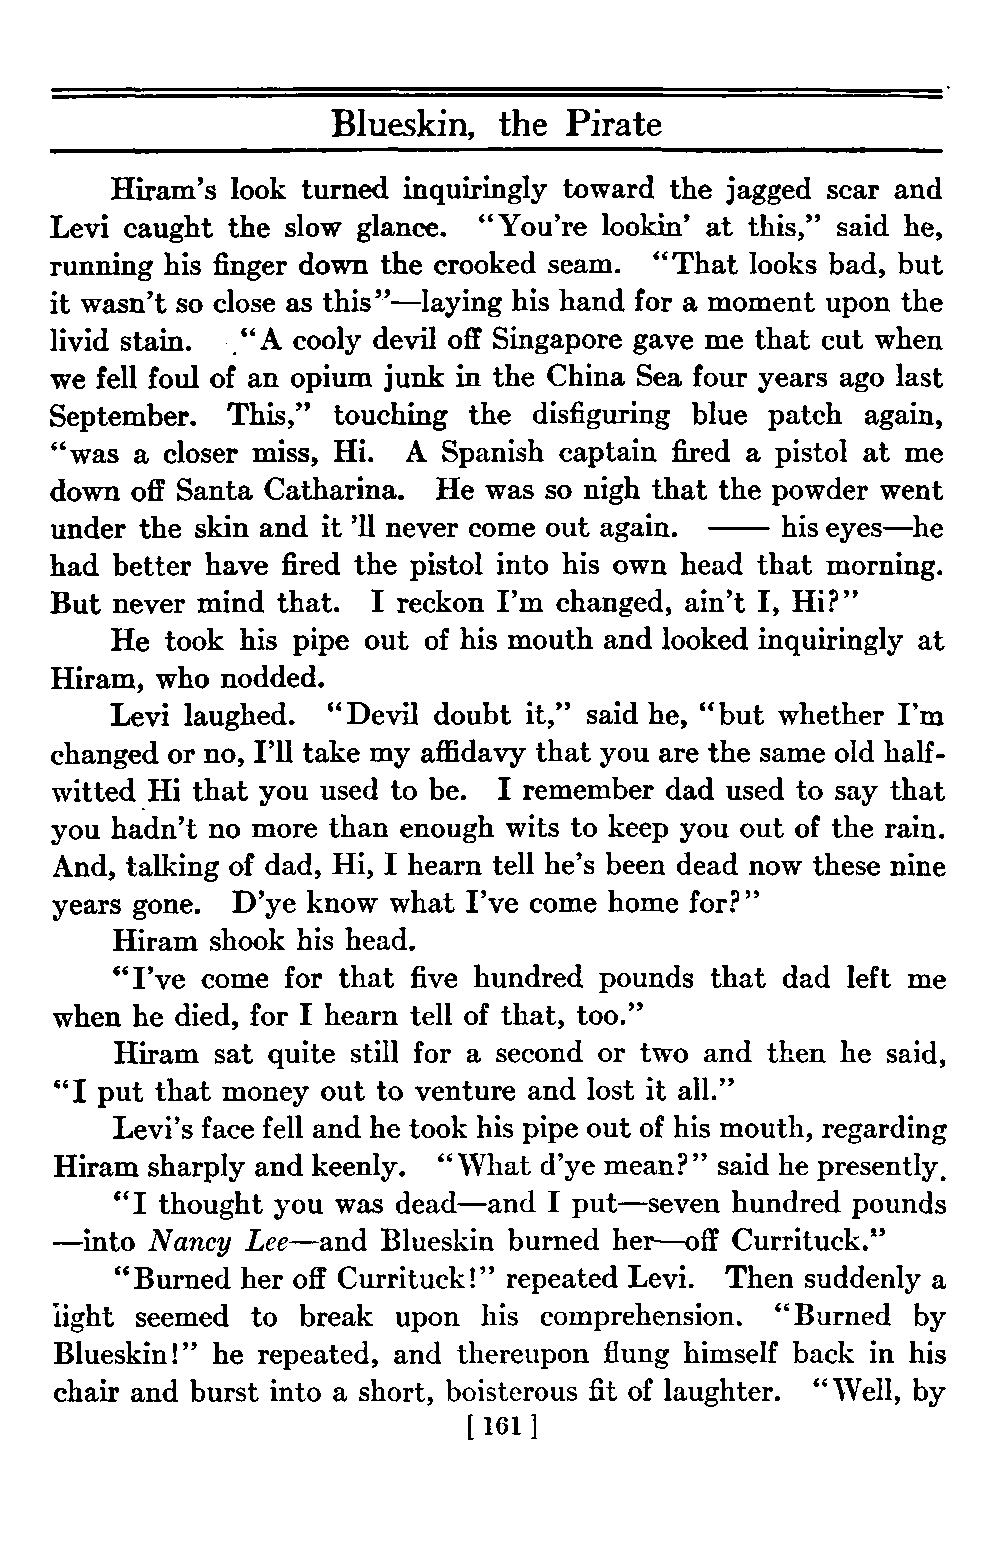 Blueskin, the Pirate
Hiram's look turned inquiringly toward the jagged scar and
Levi caught the slow glance. "You're lookin' at this," said he,
running his finger down the crooked seam. "That looks bad, but
it wasn't so close as this"—laying his hand for a moment upon the
livid stain. "A cooly devil off Singapore gave me that cut when
we fell foul of an opium junk in the China Sea four years ago last
September. This," touching the disfiguring blue patch again,
"was a closer miss, Hi. A Spanish captain fired a pistol at me
down off Santa Catharina. He was so nigh that the powder went
under the skin and it 'll never come out again. —— his eyes—he
had better have fired the pistol into his own head that morning.
But never mind that. I reckon I'm changed, ain't I, Hi?"
He took his pipe out of his mouth and looked inquiringly at
Hiram, who nodded.
Levi laughed. "Devil doubt it," said he, "but whether I'm
changed or no, I'll take my affidavy that you are the same old half-
witted Hi that you used to be. I remember dad used to say that
you hadn't no more than enough wits to keep you out of the rain.
And, talking of dad, Hi, I hearn tell he's been dead now these nine
years gone. D'ye know what I've come home for?"
Hiram shook his head.
"I've come for that five hundred pounds that dad left me
when he died, for I hearn tell of that, too."
Hiram sat quite still for a second or two and then he said,
"I put that money out to venture and lost it all."
Levi's face fell and he took his pipe out of his mouth, regarding
Hiram sharply and keenly. "What d'ye mean?" said he presently.
"I thought you was dead—and I put—seven hundred pounds
—into Nancy Lee—and Blueskin burned her—off Currituck."
"Burned her off Currituck!" repeated Levi. Then suddenly a
light seemed to break upon his comprehension. "Burned by
Blueskin!" he repeated, and thereupon flung himself back in his
chair and burst into a short, boisterous fit of laughter. "Well, by
[ 161 ]